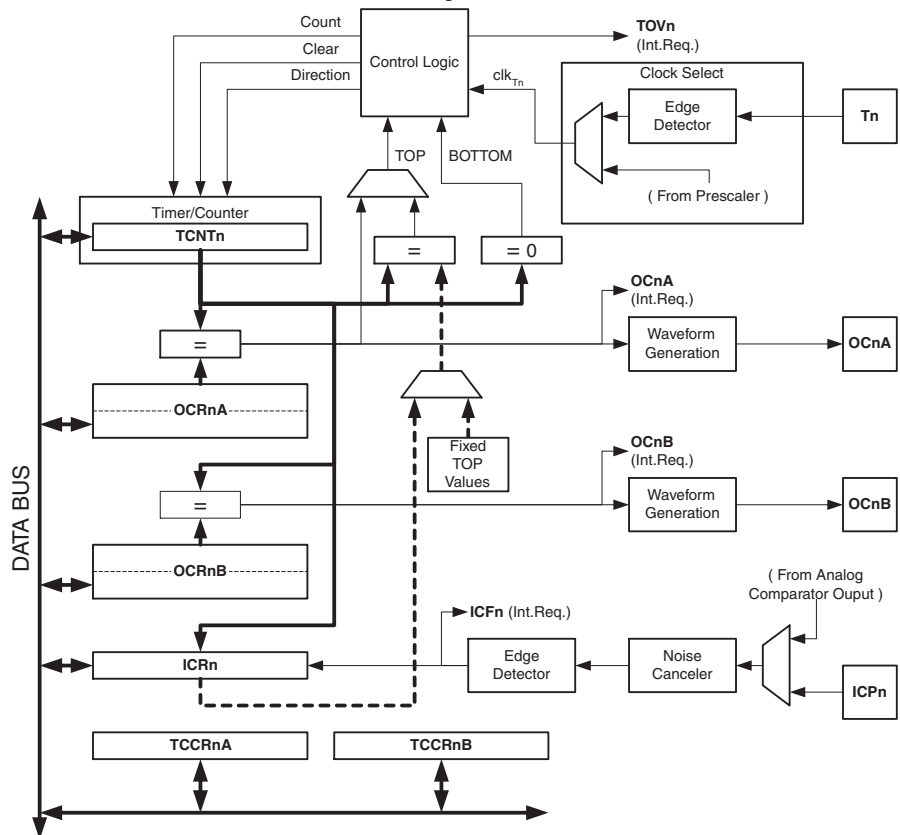 Count
Clear
Direction
Control Logic
TOVn
(Int.Req.)
clkTn
Clock Select
Edge
Detector
Tn
( From Prescaler )
TOP
BOTTOM
Timer/Counter
TCNTn
=
= 0
OCnA
(Int.Req.)
=
Waveform
Generation
OCnA
OCRnA
Fixed
TOP
Values
OCnB
(Int.Req.)
=
Waveform
Generation
OCnB
DATA BUS
OCRnB
( From Analog
Comparator Ouput )
ICFn (Int.Req.)
ICRn
Edge
Detector
Noise
Canceler
ICPn
TCCRnA
TCCRnB